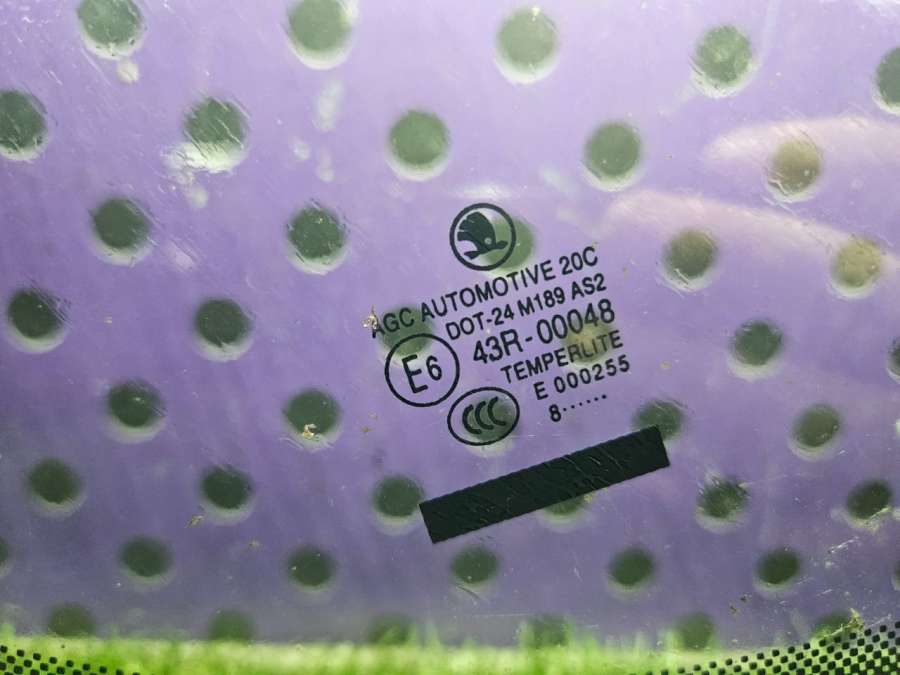 AGC AUTOMOTIVE 20C
DOT-24 M189 AS2
43R-00048
E6
TEMPERLITE
E 000255
CCC
8······